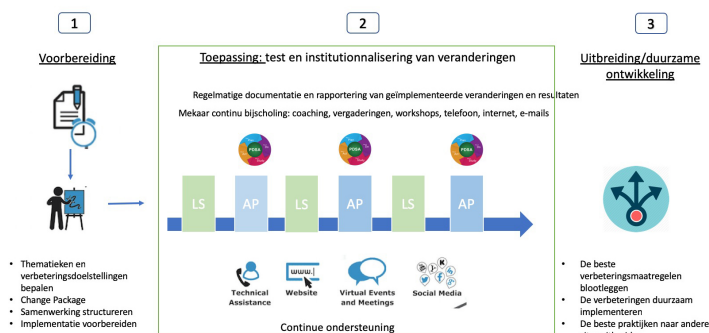 1
2
3
Voorbereiding
Toepassing: test en institutionnalisering van veranderingen
Uitbreiding/duurzame
ontwikkeling
Regelmatige documentatie en rapportering van geïmplementeerde veranderingen en resultaten
Mekaar continu bijscholing: coaching, vergaderingen, workshops, telefoon, internet, e-mails
PDSA
PDSA
PDSA
LS
AP
LS
AP
LS
AP
• Thematieken en
verbeteringsdoelstellingen
bepalen
• Change Package
• Samenwerking structureren
• Implementatie voorbereiden
www.
Technical
Assistance
Website
Virtual Events
and Meetings
Social Media
Continue ondersteuning
• De beste
verbeteringsmaatregelen
blootleggen
• De verbeteringen duurzaam
implementeren
• De beste praktijken naar andere